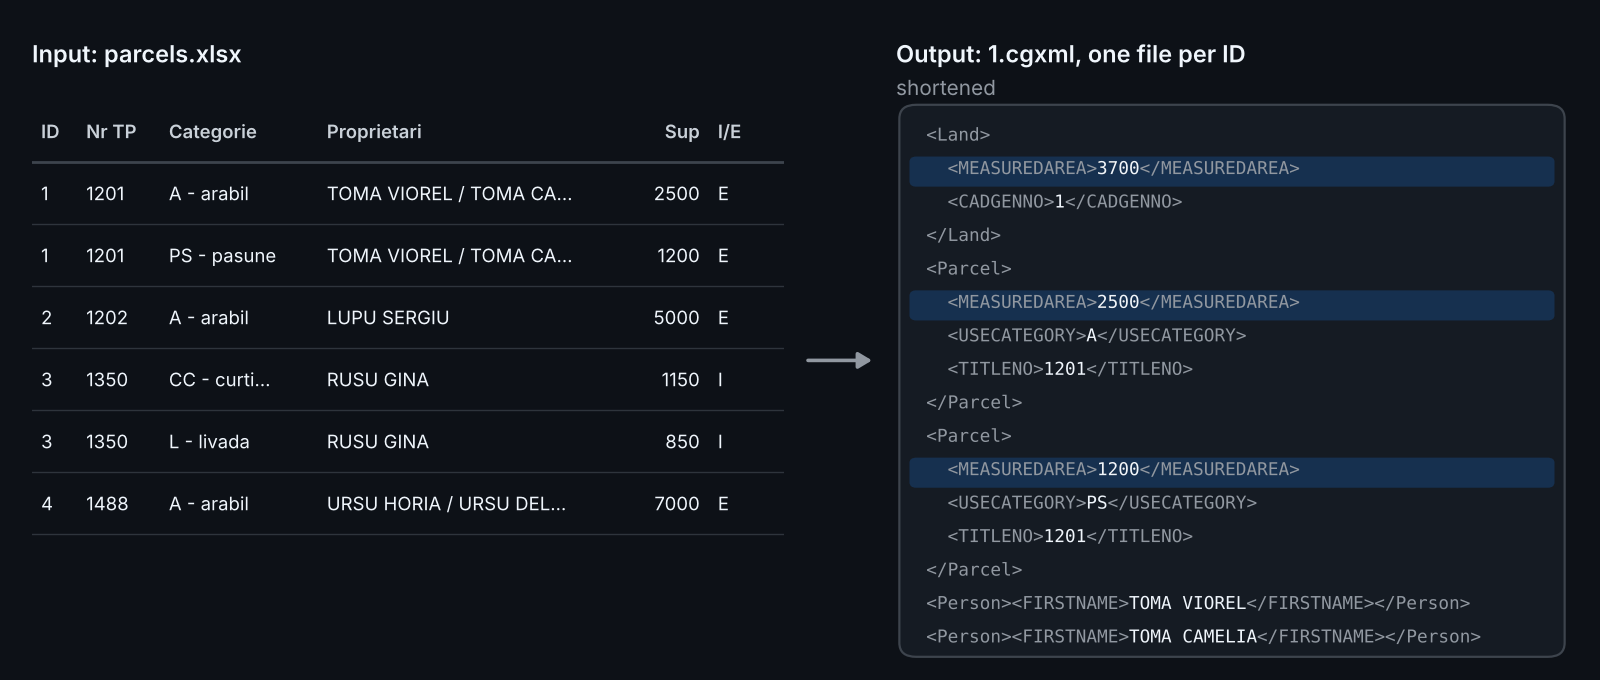 Input: parcels.xlsx
ID Nr TP Categorie Proprietari Sup I/E
1 1201 A - arabil TOMA VIOREL / TOMA CA... 2500 E
1 1201 PS - pasune TOMA VIOREL / TOMA CA... 1200 E
2 1202 A - arabil LUPU SERGIU 5000 E
3 1350 CC - curti... RUSU GINA 1150 I
3 1350 L - livada RUSU GINA 850 I
4 1488 A - arabil URSU HORIA / URSU DEL... 7000 E
Output: 1.cgxml, one file per ID
shortened
<Land>
<MEASUREDAREA>3700</MEASUREDAREA>
<CADGENNO>1</CADGENNO>
</Land>
<Parcel>
<MEASUREDAREA>2500</MEASUREDAREA>
<USECATEGORY>A</USECATEGORY>
<TITLENO>1201</TITLENO>
</Parcel>
<Parcel>
<MEASUREDAREA>1200</MEASUREDAREA>
<USECATEGORY>PS</USECATEGORY>
<TITLENO>1201</TITLENO>
</Parcel>
<Person><FIRSTNAME>TOMA VIOREL</FIRSTNAME></Person>
<Person><FIRSTNAME>TOMA CAMELIA</FIRSTNAME></Person>